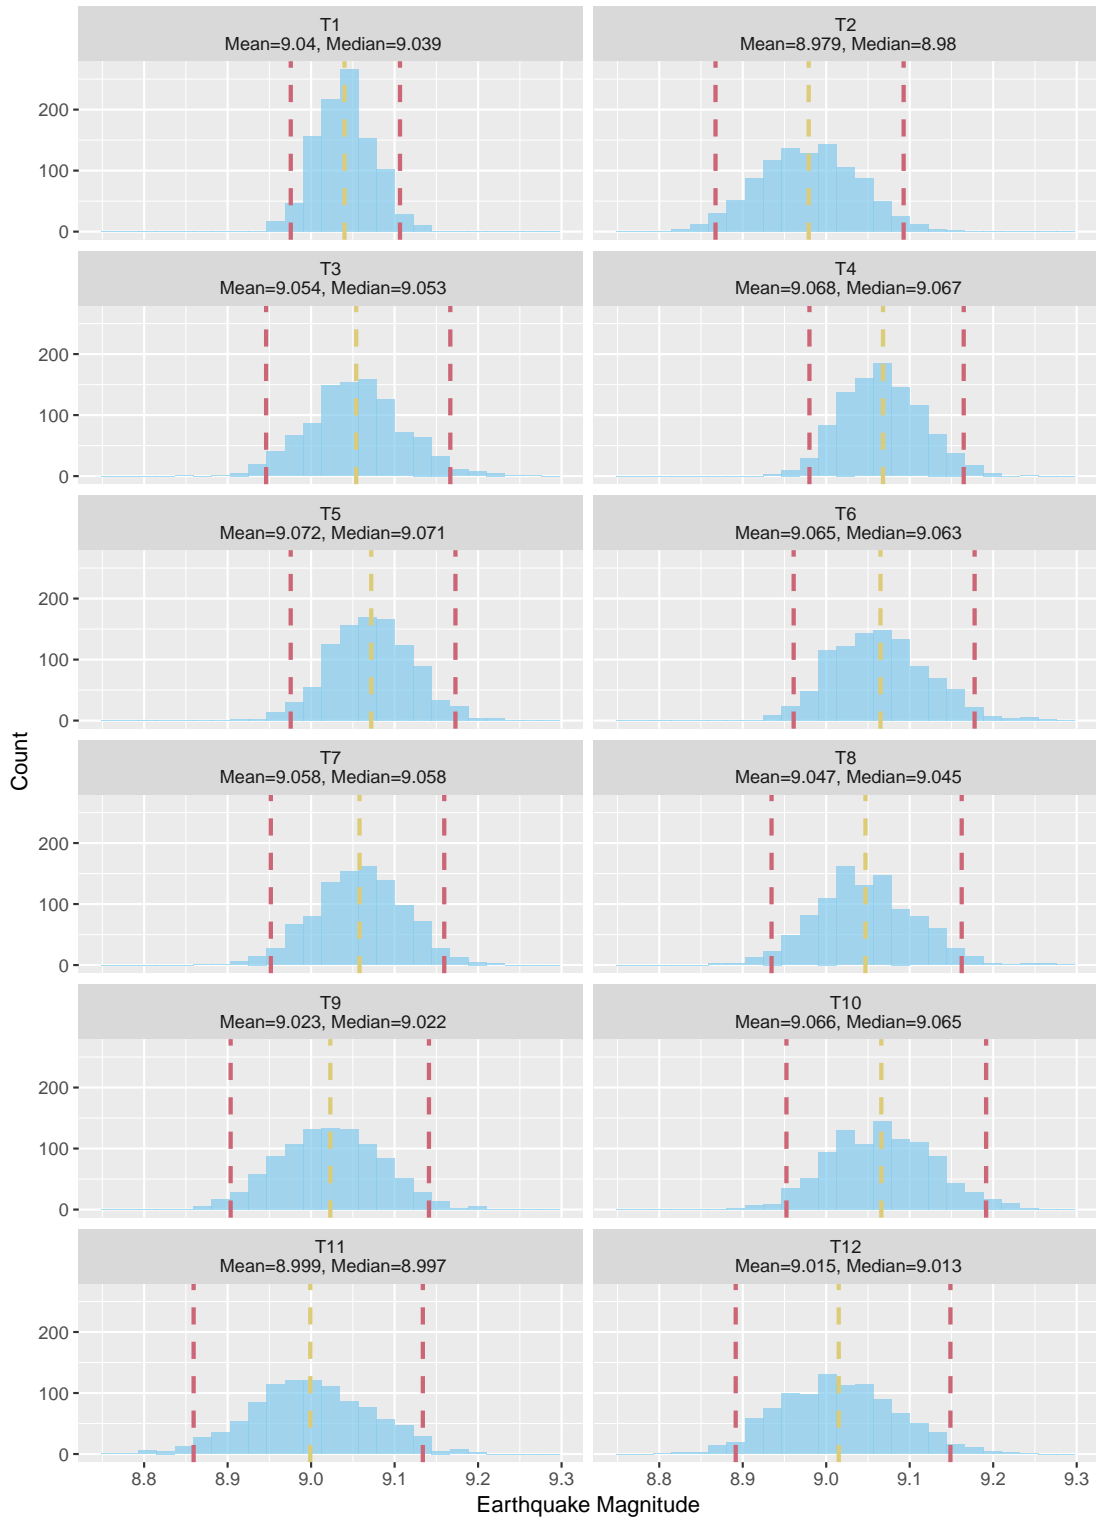 T1
Mean=9.04, Median=9.039
T2
Mean=8.979, Median=8.98
200
100
0
T3
Mean=9.054, Median=9.053
T4
Mean=9.068, Median=9.067
200
100
0
T5
Mean=9.072, Median=9.071
T6
Mean=9.065, Median=9.063
200
100
0
T7
Mean=9.058, Median=9.058
T8
Mean=9.047, Median=9.045
200
100
0
T9
Mean=9.023, Median=9.022
T10
Mean=9.066, Median=9.065
200
100
0
T11
Mean=8.999, Median=8.997
T12
Mean=9.015, Median=9.013
200
100
0
8.8 8.9 9.0 9.1 9.2 9.3
8.8 8.9 9.0 9.1 9.2 9.3
Earthquake Magnitude
Count